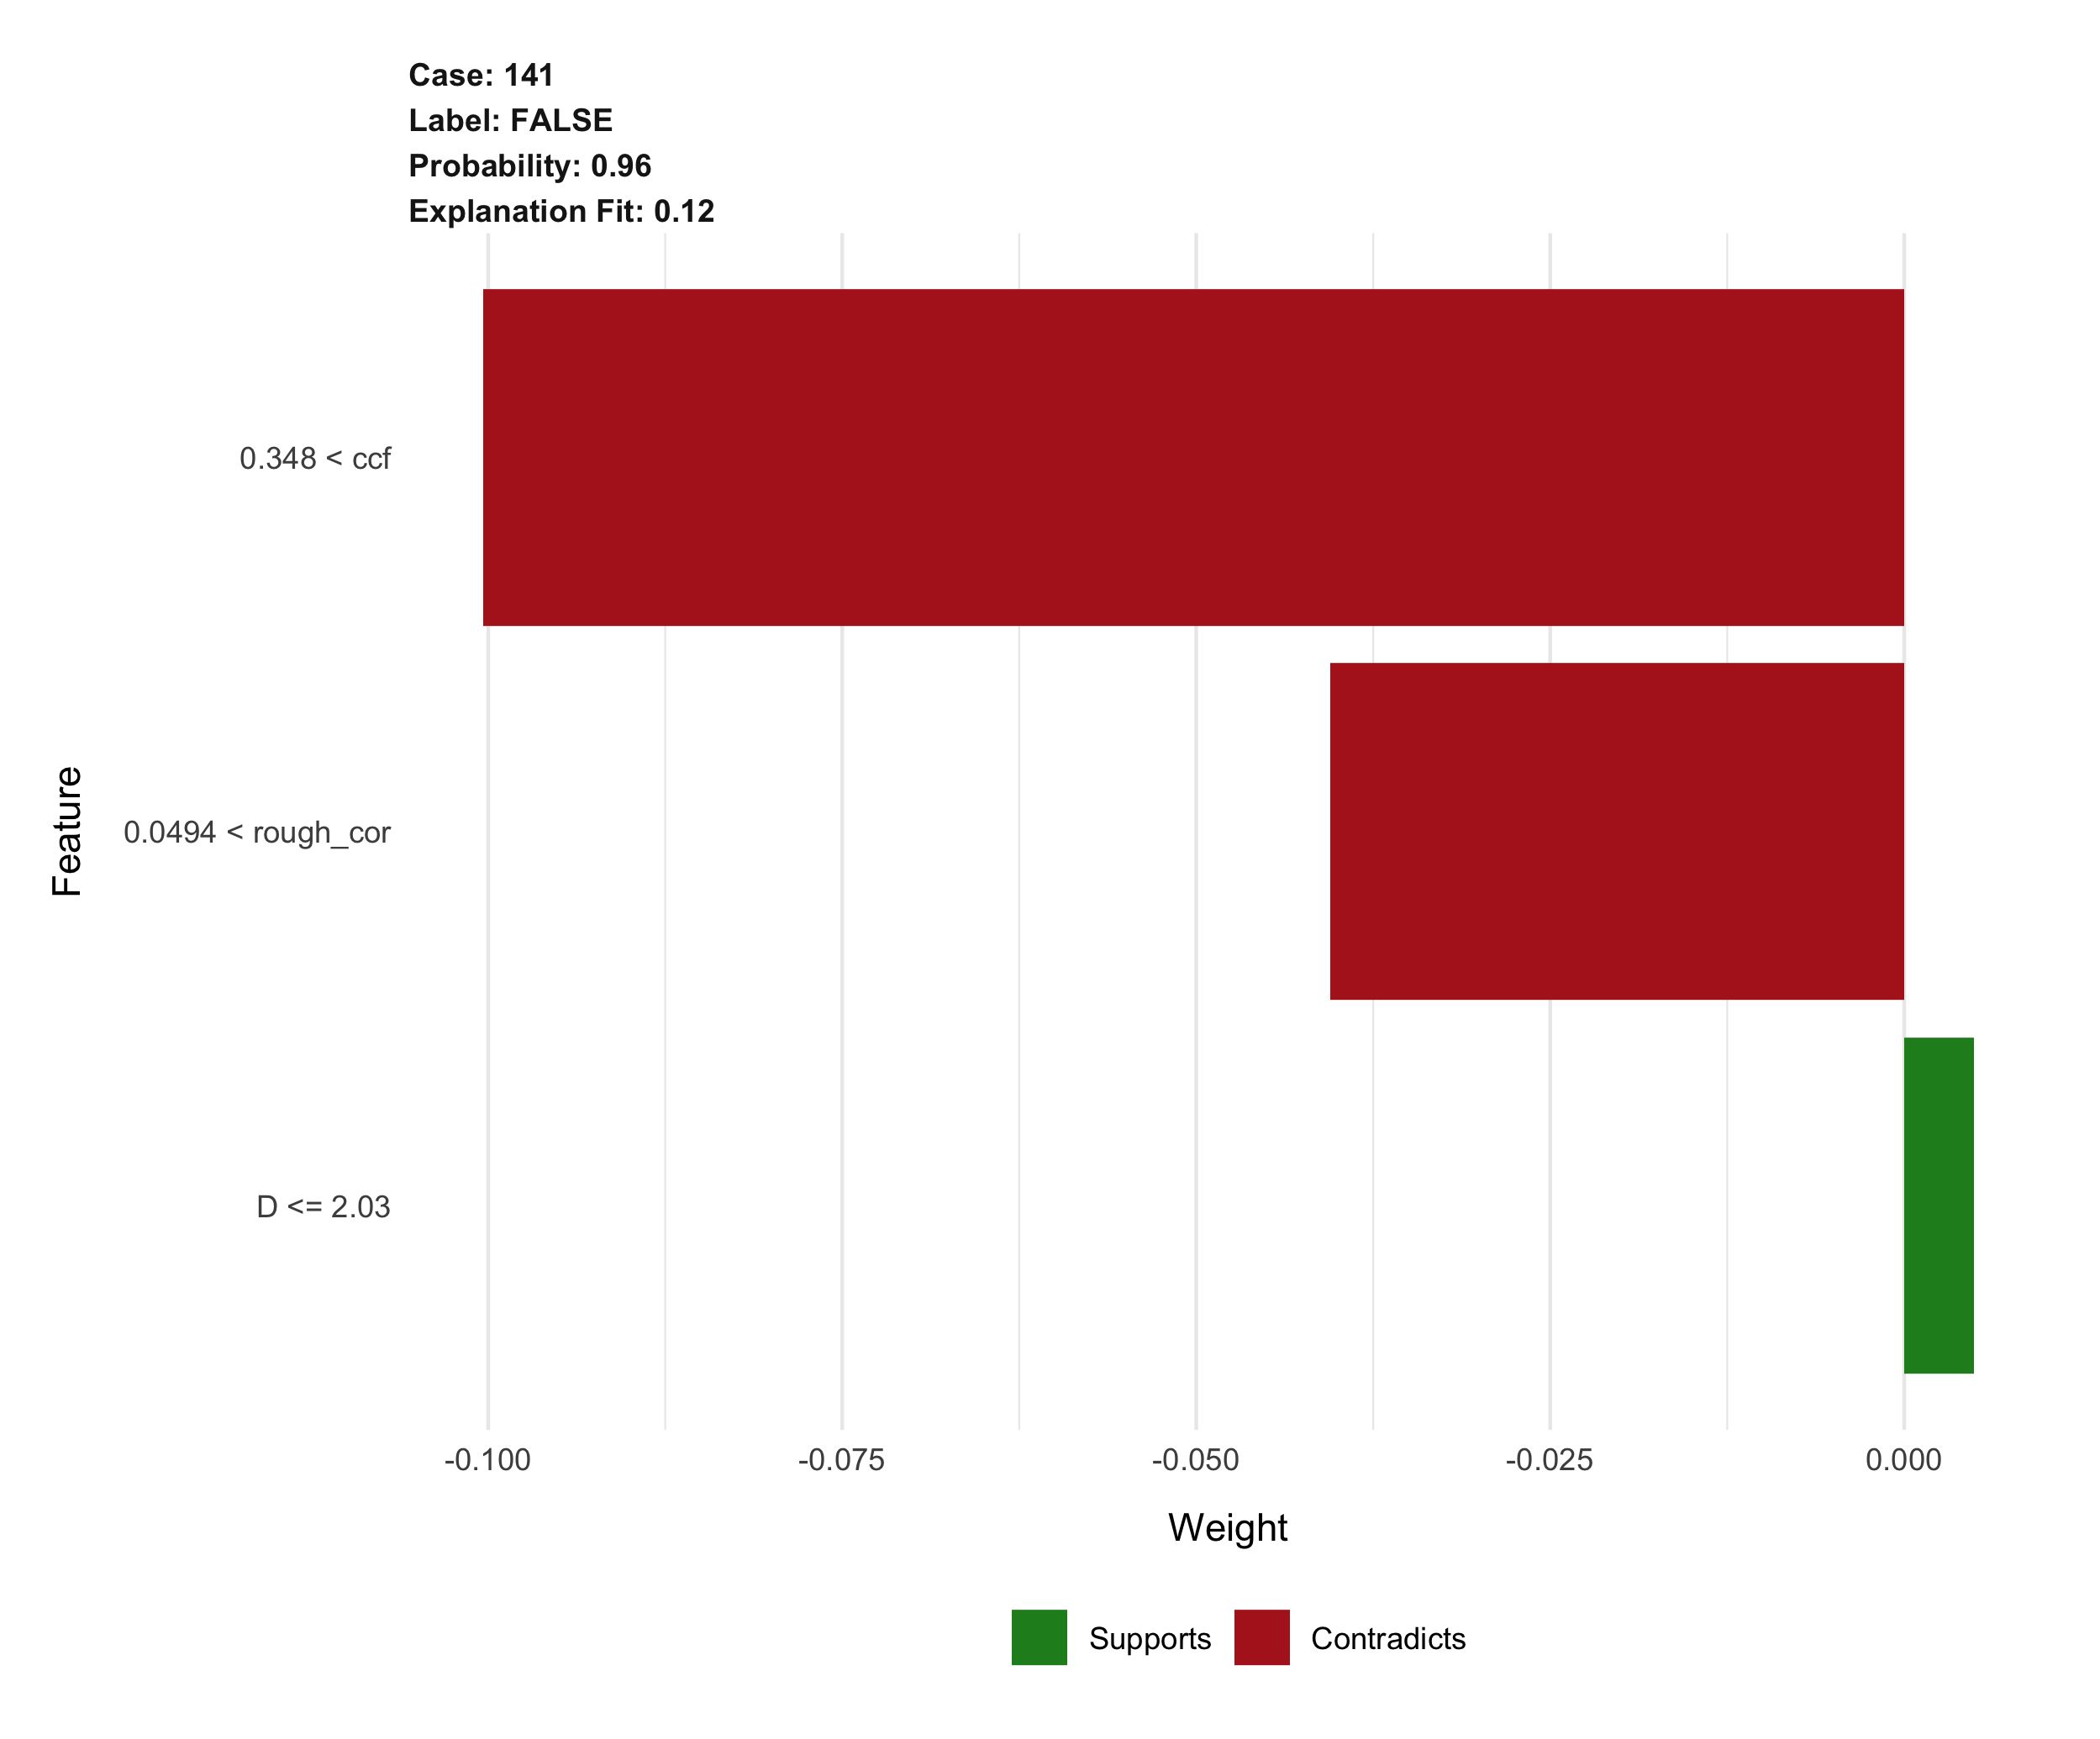 Case: 141
Label: FALSE
Probability: 0.96
Explanation Fit: 0.12
Feature
0.348 < ccf
0.0494 < rough_cor
D <= 2.03
-0.100 -0.075 -0.050 -0.025 0.000
Weight
Supports Contradicts